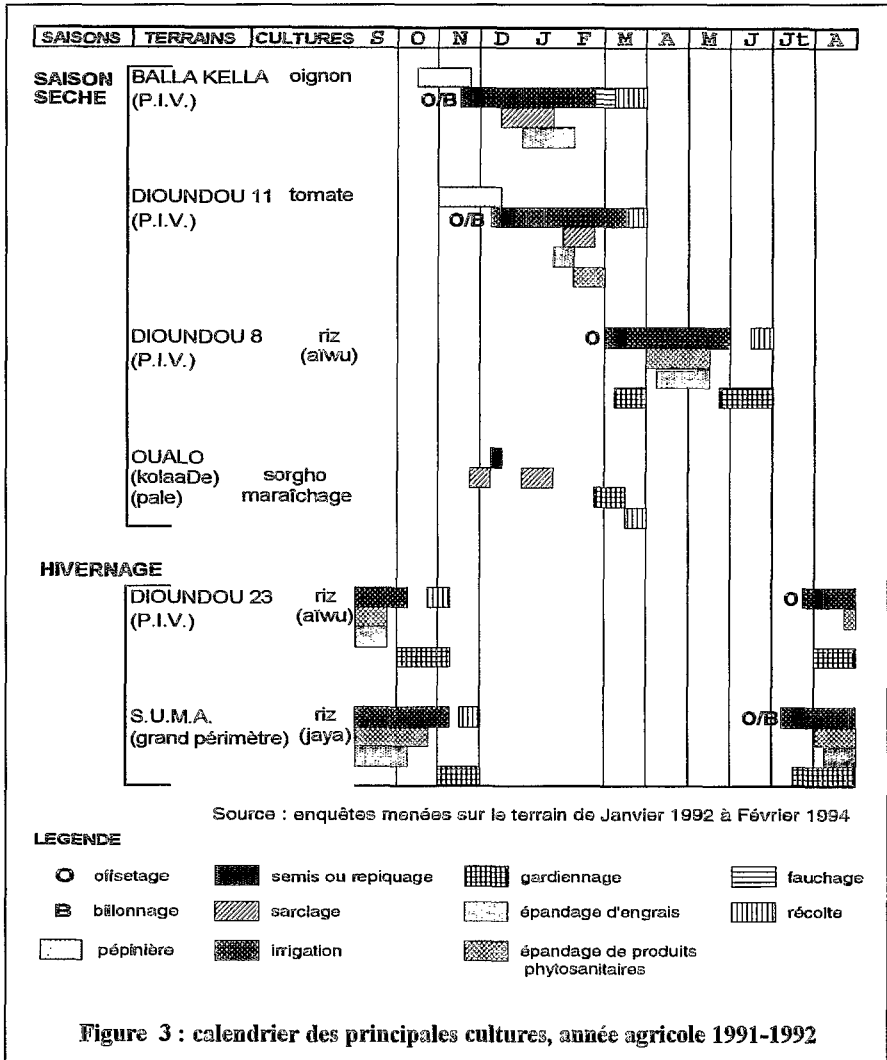 SAISONS TERRAINS CULTURES S O N D J F M A M J Jt A
SAISON SECHE
BALLA KELLA oignon
(P.I.V.)
O/B
DIOUNDOU 11 tomate
(P.I.V.)
O/B
DIOUNDOU 8 riz
(P.I.V.) (aïwu)
O
OUALO
(kolaaDe) sorgho
(pale) maraîchage
HIVERNAGE
DIOUNDOU 23 riz
(P.I.V.) (aïwu)
O
S.U.M.A. riz
(grand périmètre) (jaya)
O/B
Source : enquêtes menées sur le terrain de Janvier 1992 à Février 1994
LEGENDE
O offsetage semis ou repiquage gardiennage fauchage
B billonnage sarclage épandage d'engrais récolte
pépinière irrigation épandage de produits
phytosanitaires
Figure 3 : calendrier des principales cultures, année agricole 1991-1992